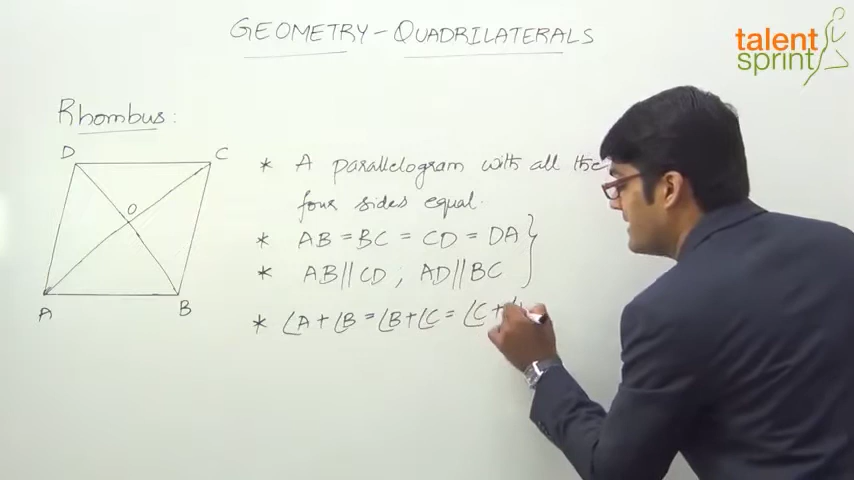 GEOMETRY - QUADRILATERALS
talent
sprint
Rhombus:
D
C
* A parallelogram with all the
four sides equal.
O
* AB = BC = CD = DA
* AB || CD ; AD || BC
A
B
* ∠A + ∠B = ∠B + ∠C = ∠C +